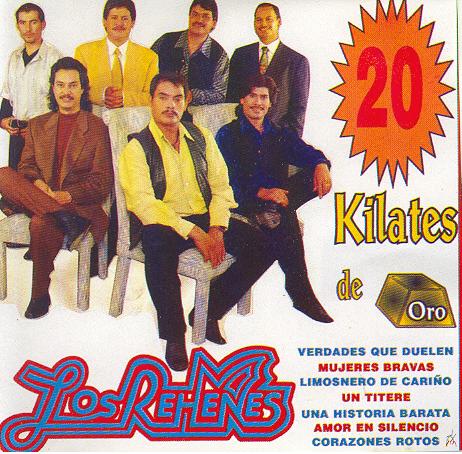 20
Kilates
de
Oro
LOS REHENES
VERDADES QUE DUELEN
MUJERES BRAVAS
LIMOSNERO DE CARIÑO
UN TITERE
UNA HISTORIA BARATA
AMOR EN SILENCIO
CORAZONES ROTOS